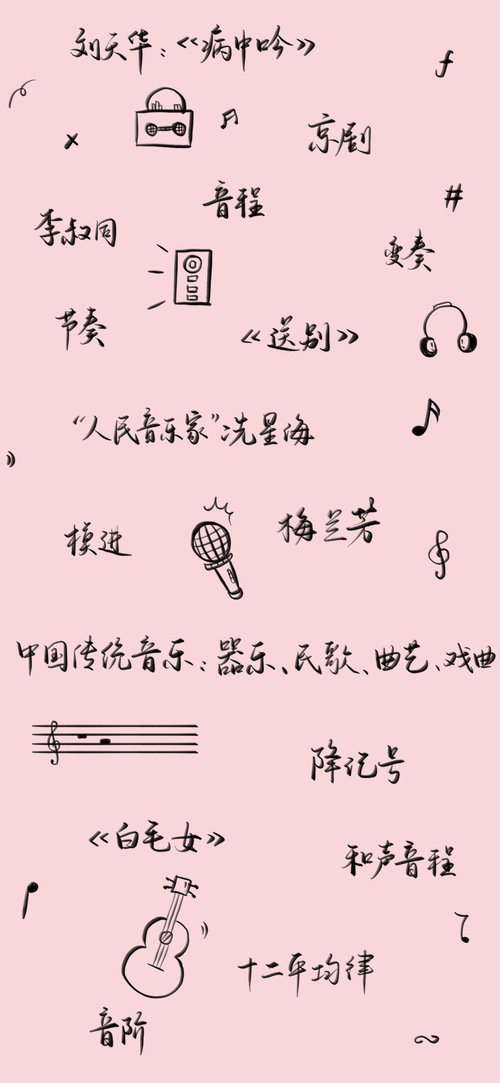 刘天华:《病中吟》
f
京剧
音程
#
李叔同
变奏
节奏
《送别》
“人民音乐家”冼星海
模进
梅兰芳
中国传统音乐:器乐、民歌、曲艺、戏曲
降记号
《白毛女》
和声音程
十二平均律
音阶